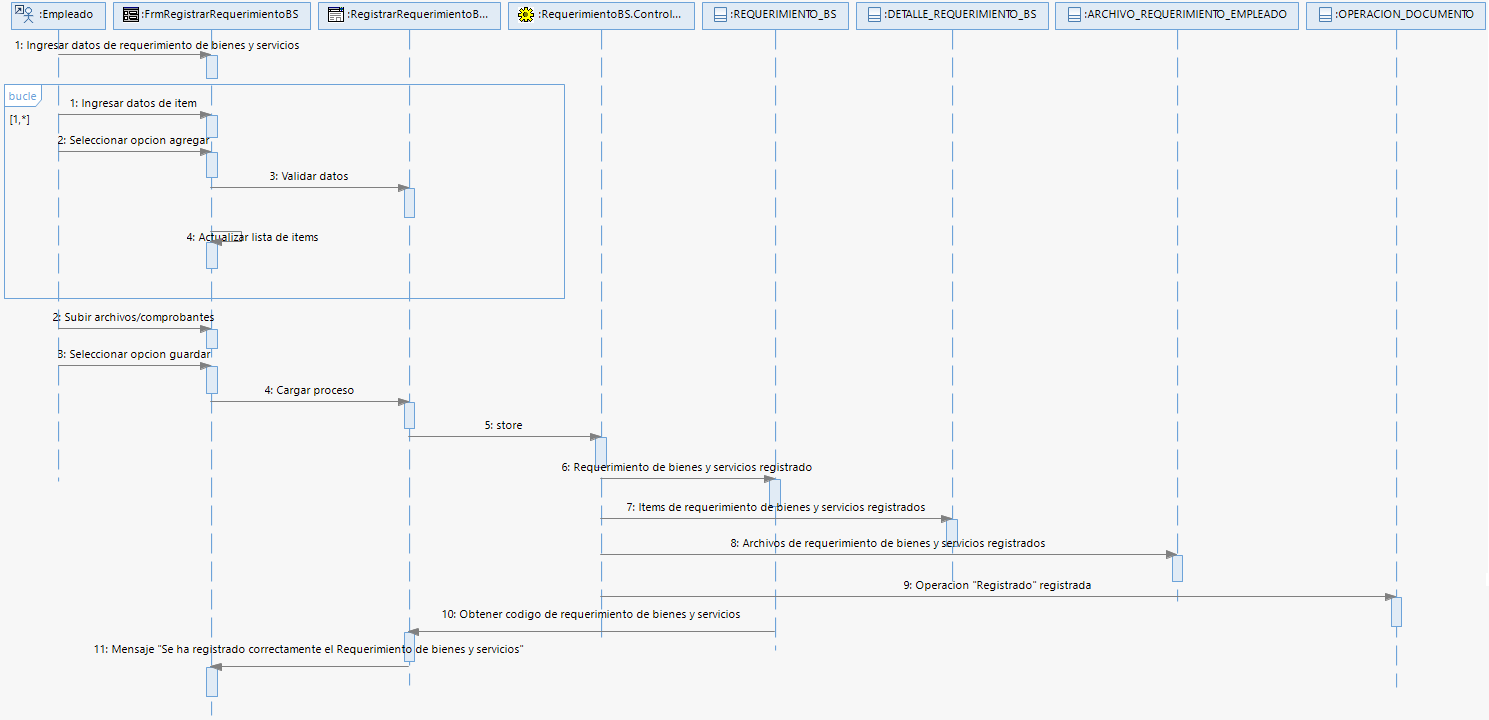 :Empleado
:FrmRegistrarRequerimientoBS
:RegistrarRequerimientoB...
:RequerimientoBS.Control...
:REQUERIMIENTO_BS
:DETALLE_REQUERIMIENTO_BS
:ARCHIVO_REQUERIMIENTO_EMPLEADO
:OPERACION_DOCUMENTO
1: Ingresar datos de requerimiento de bienes y servicios
bucle
[1,*]
1: Ingresar datos de item
2: Seleccionar opcion agregar
3: Validar datos
4: Actualizar lista de items
2: Subir archivos/comprobantes
3: Seleccionar opcion guardar
4: Cargar proceso
5: store
6: Requerimiento de bienes y servicios registrado
7: Items de requerimiento de bienes y servicios registrados
8: Archivos de requerimiento de bienes y servicios registrados
9: Operacion "Registrado" registrada
10: Obtener codigo de requerimiento de bienes y servicios
11: Mensaje "Se ha registrado correctamente el Requerimiento de bienes y servicios"